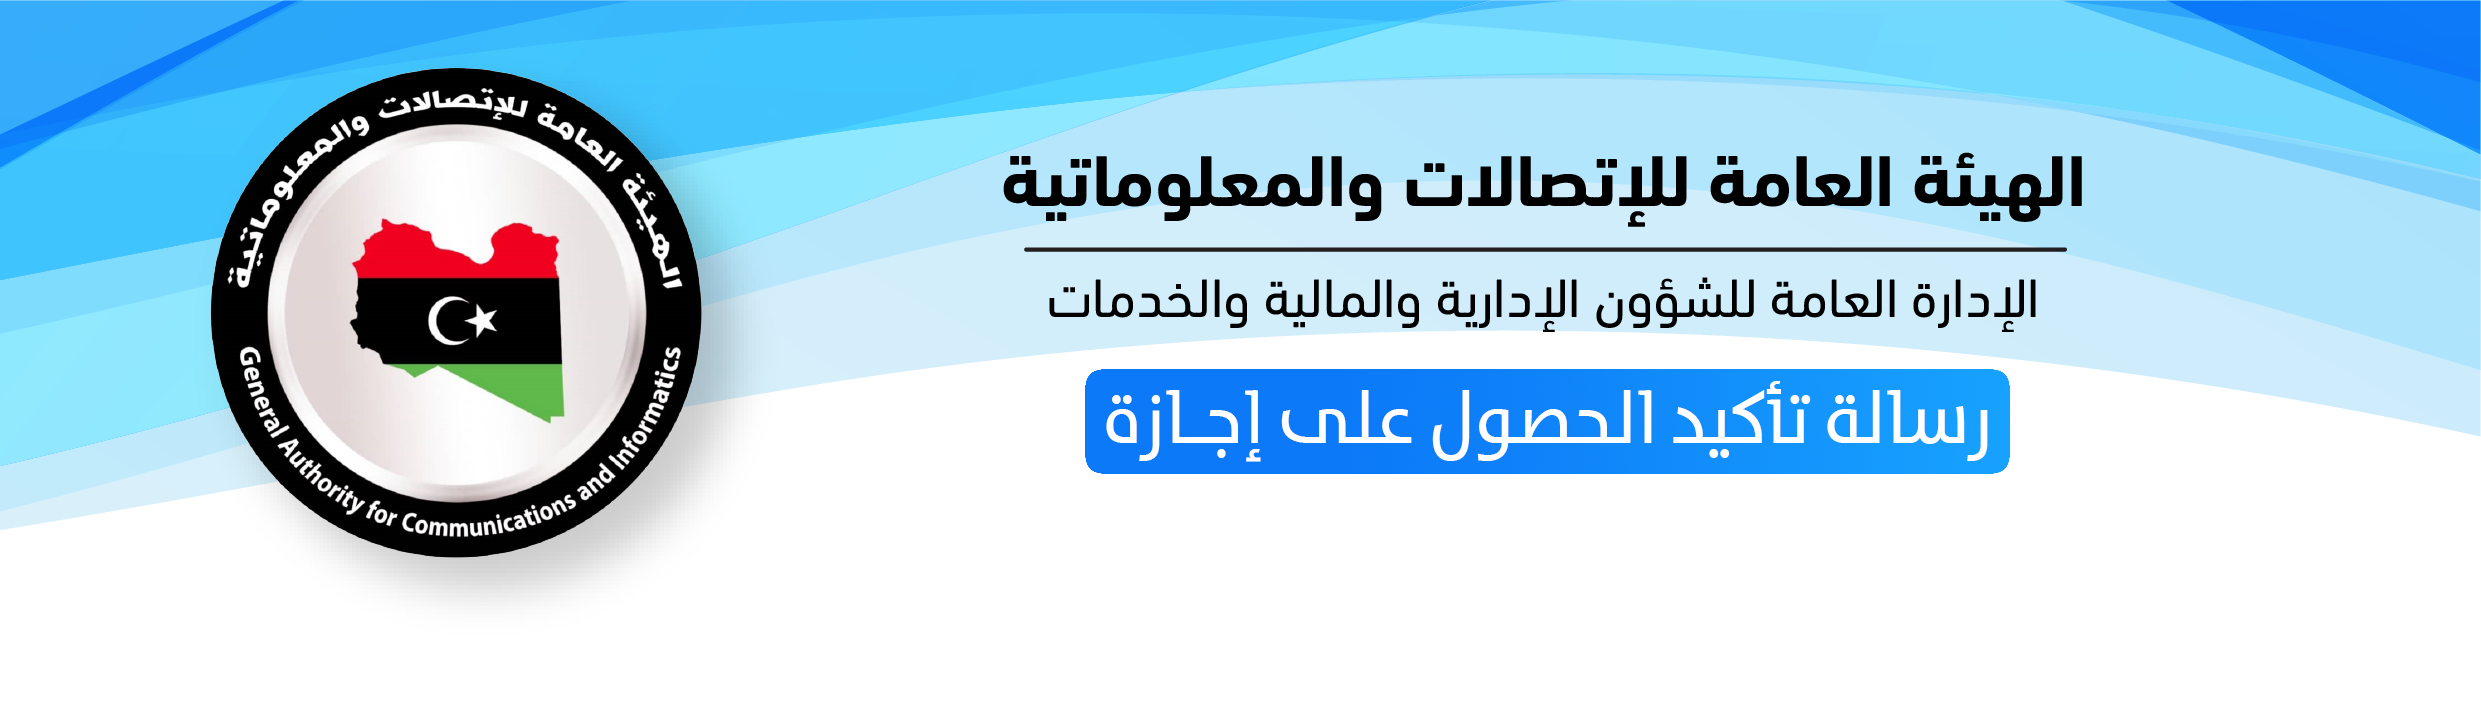 الهيئة العامة للإتصالات والمعلوماتية
الإدارة العامة للشؤون الإدارية والمالية والخدمات
رسالة تأكيد الحصول على إجازة
الهيئة العامة للإتصالات والمعلوماتية
General Authority for Communications and Informatics